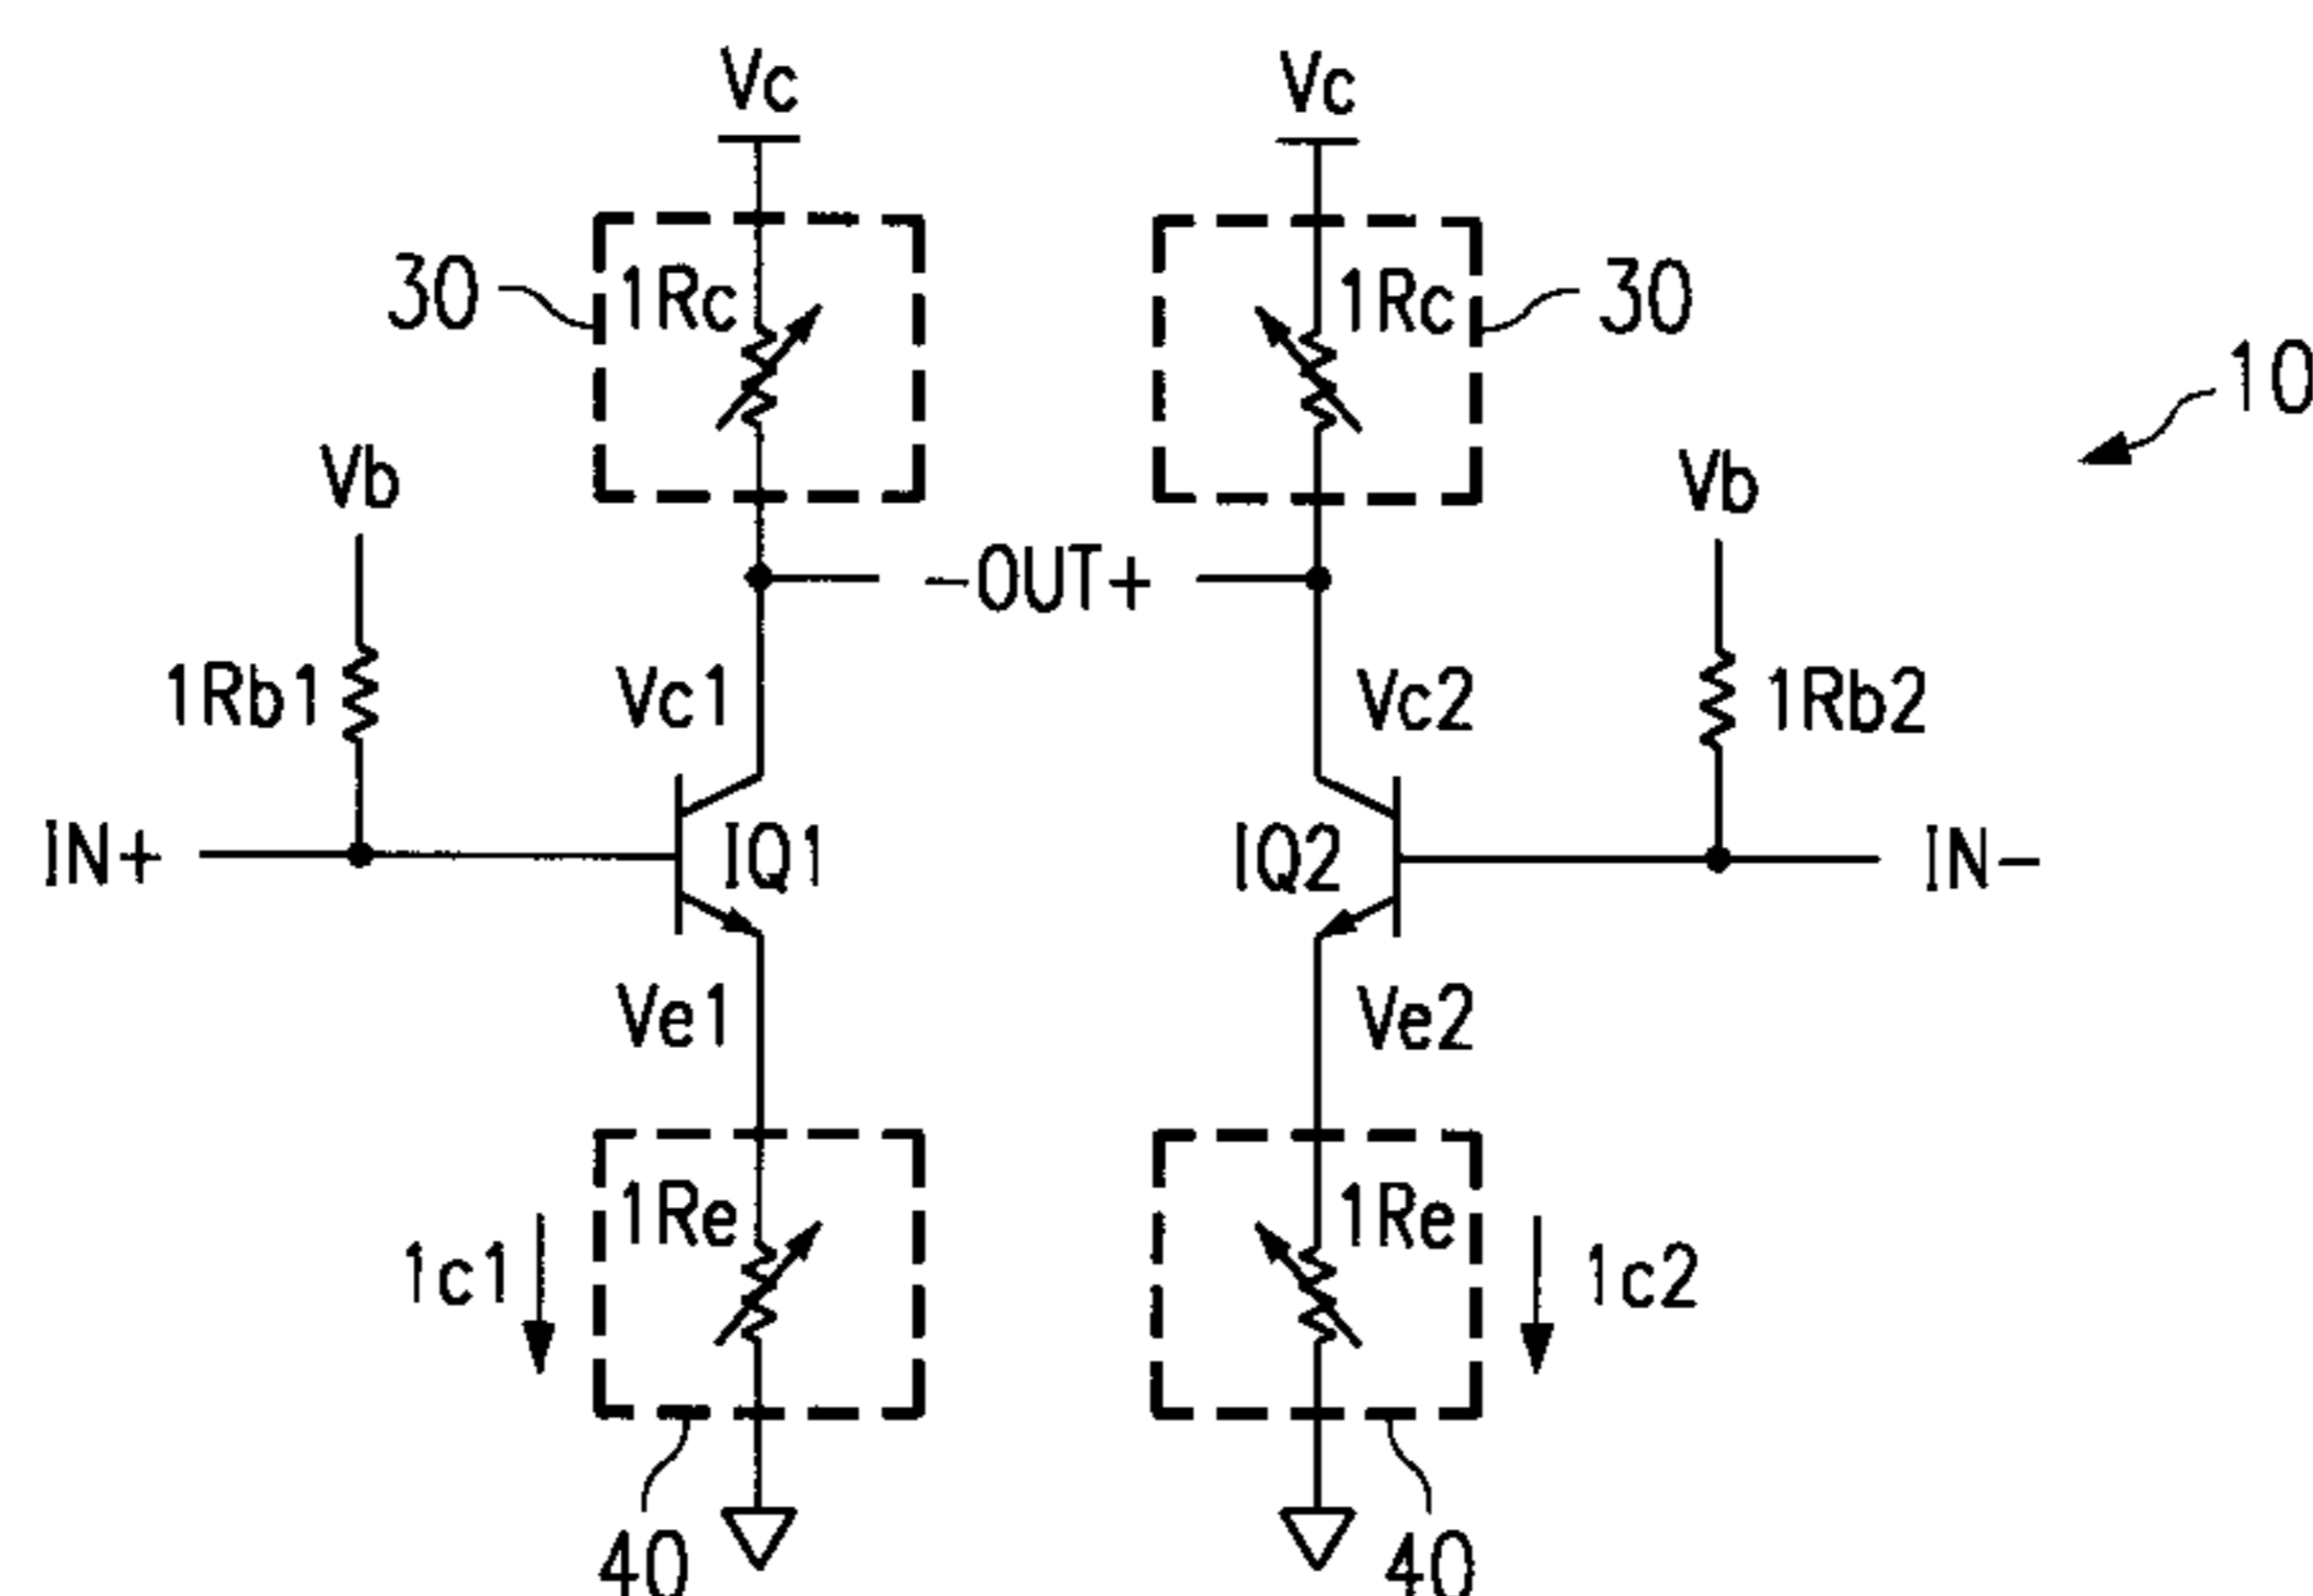 Vc
Vc
30
1Rc
1Rc
30
10
Vb
Vb
-OUT+
1Rb1
Vc1
Vc2
1Rb2
IN+
IQ1
IQ2
IN-
Ve1
Ve2
1Re
1Re
1c1
1c2
40
40